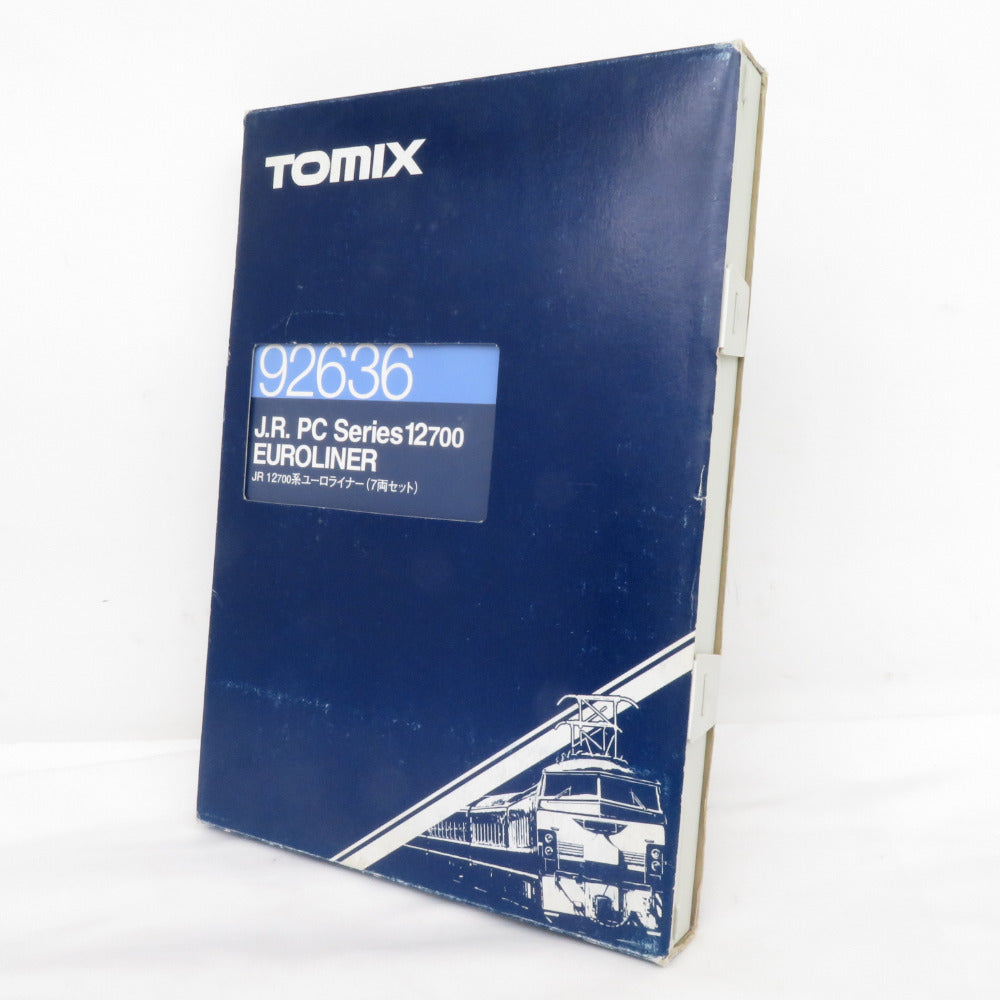 TOMIX
92636
J.R. PC Series 12700
EUROLINER
JR 12700系ユーロライナー(7両セット)